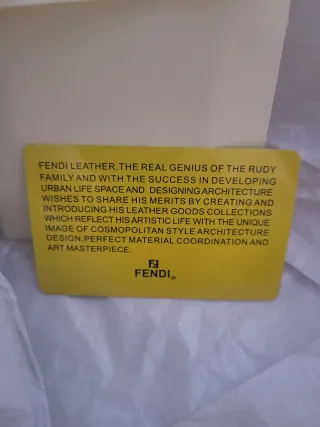 FENDI LEATHER,THE REAL GENIUS OF THE RUDY
FAMILY AND WITH THE SUCCESS IN DEVELOPING
URBAN LIFE SPACE AND DESIGNING ARCHITECTURE
WISHES TO SHARE HIS MERITS BY CREATING AND
INTRODUCING HIS LEATHER GOODS COLLECTIONS
WHICH REFLECT HIS ARTISTIC LIFE WITH THE UNIQUE
IMAGE OF COSMOPOLITAN STYLE ARCHITECTURE
DESIGN,PERFECT MATERIAL COORDINATION AND
ART MASTERPIECE.
FENDI®